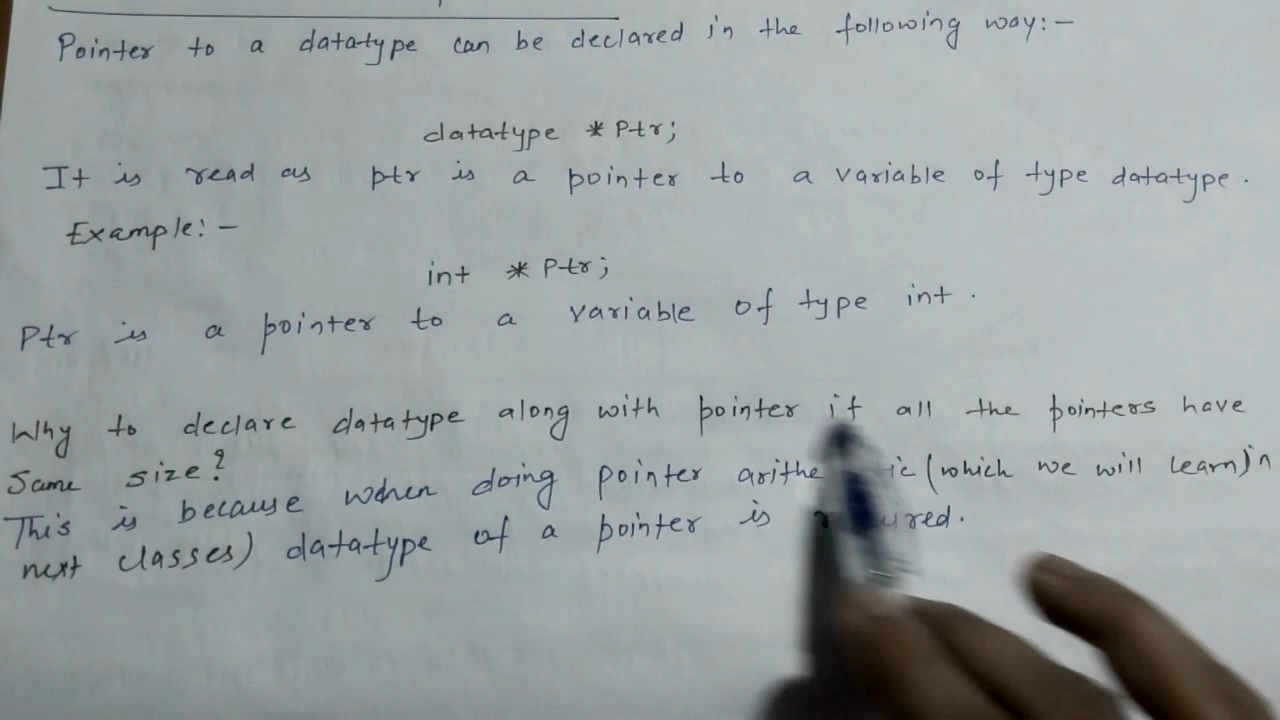 Pointer to a datatype can be declared in the following way:-
datatype * Ptr;
It is read as ptr is a pointer to a variable of type datatype.
Example:-
int * Ptr;
Ptr is a pointer to a variable of type int.
Why to declare datatype along with pointer if all the pointers have
same size?
This is because when doing pointer (which we will learn in
next classes) datatype of a pointer is